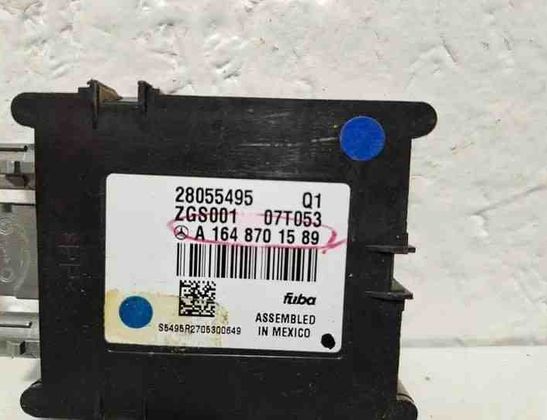 28055495 Q1
ZGS001 07T053
A 164 870 15 89
fuba
ASSEMBLED
IN MEXICO
S5495R2705300649